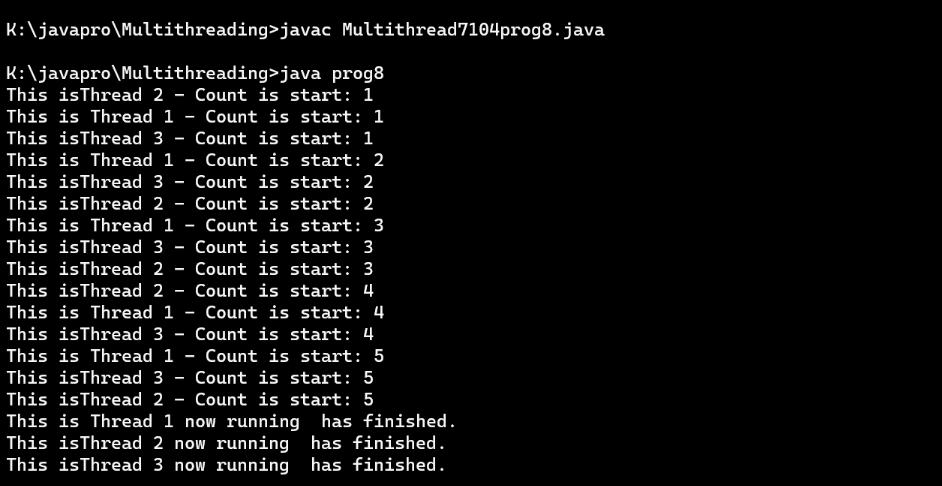 K:\javapro\Multithreading>javac Multithread7104prog8.java
K:\javapro\Multithreading>java prog8
This isThread 2 - Count is start: 1
This is Thread 1 - Count is start: 1
This isThread 3 - Count is start: 1
This is Thread 1 - Count is start: 2
This isThread 3 - Count is start: 2
This isThread 2 - Count is start: 2
This is Thread 1 - Count is start: 3
This isThread 3 - Count is start: 3
This isThread 2 - Count is start: 3
This isThread 2 - Count is start: 4
This is Thread 1 - Count is start: 4
This isThread 3 - Count is start: 4
This is Thread 1 - Count is start: 5
This isThread 3 - Count is start: 5
This isThread 2 - Count is start: 5
This is Thread 1 now running  has finished.
This isThread 2 now running  has finished.
This isThread 3 now running  has finished.